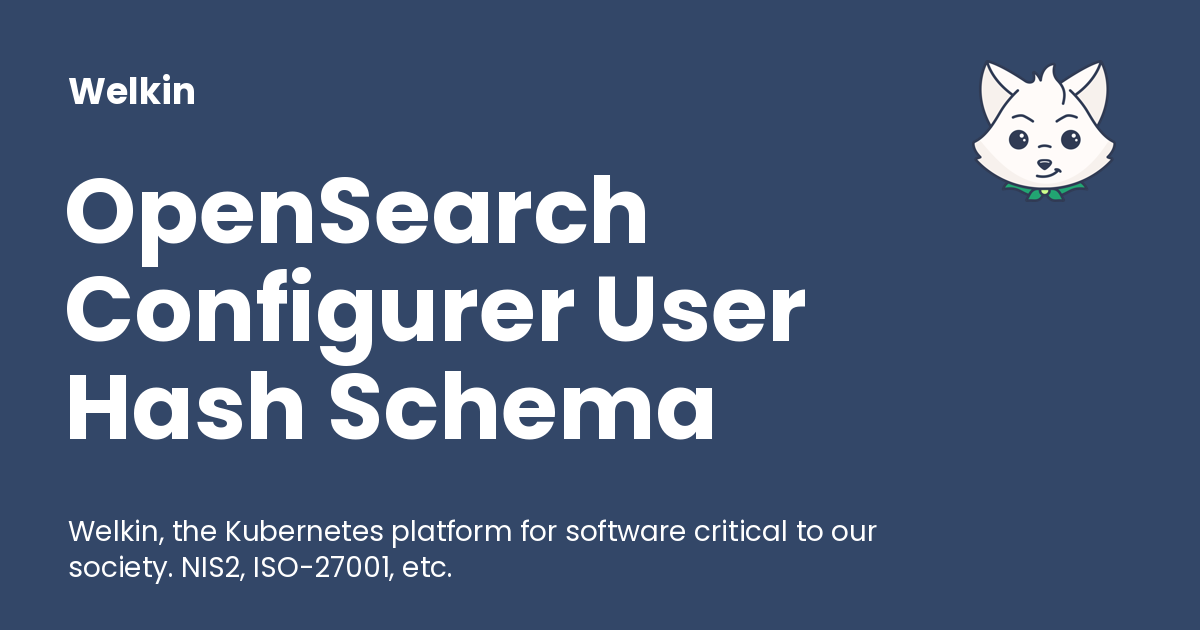 Welkin
OpenSearch
Configurer User
Hash Schema
Welkin, the Kubernetes platform for software critical to our
society. NIS2, ISO-27001, etc.